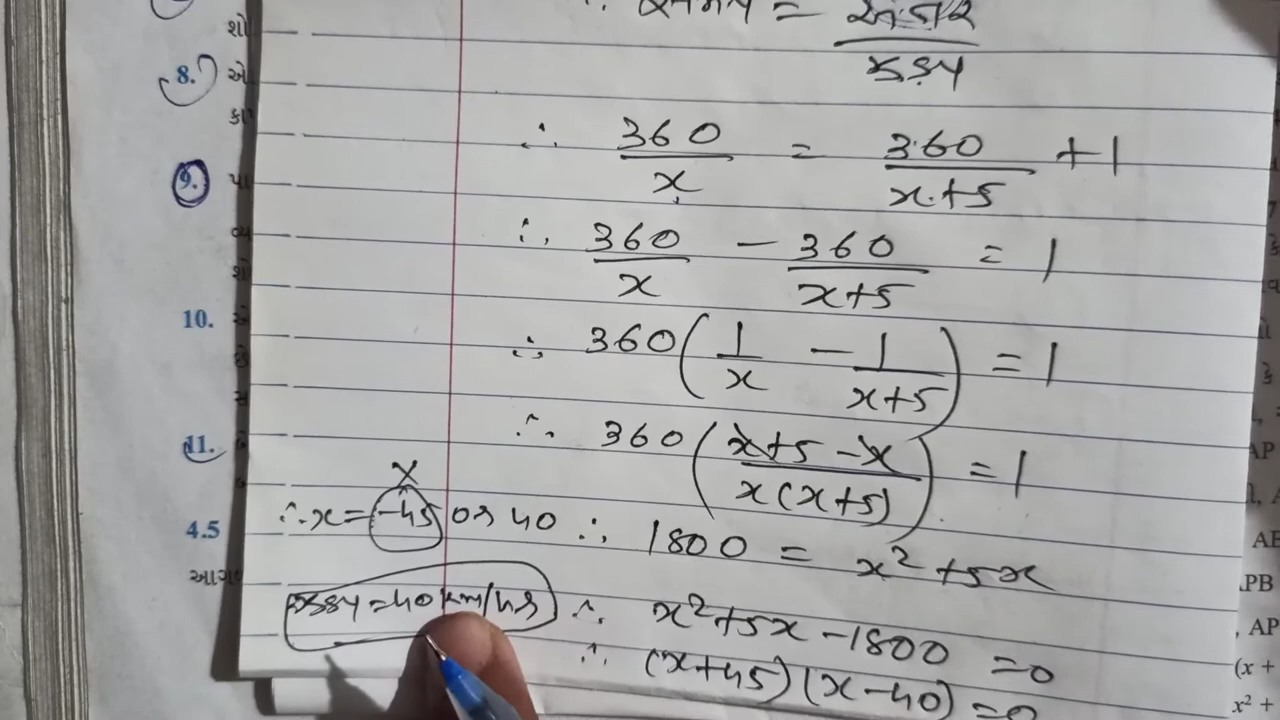 ∴ સમય = અંતર / ઝડપ
8.
∴ 360/x = 360/(x+5) + 1
9.
∴ 360/x − 360/(x+5) = 1
10.
∴ 360(1/x − 1/(x+5)) = 1
11.
∴ 360((x+5−x)/(x(x+5))) = 1
∴ x = -45 or 40
∴ 1800 = x² + 5x
4.5
ઝડપ = 40 km/hr
∴ x² + 5x − 1800 = 0
∴ (x+45)(x−40) = 0